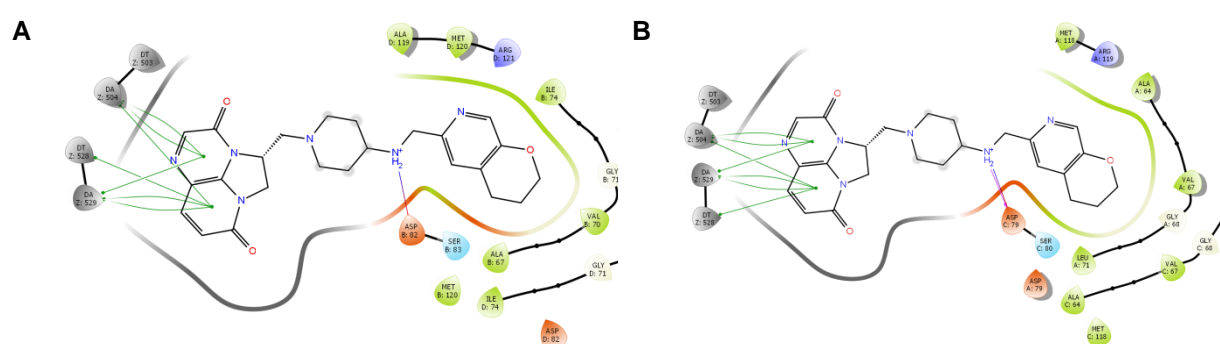 A
DT
Z: 503
DA
Z: 504
DT
Z: 528
DA
Z: 529
O
N
N
N
O
N
N+
H2
N
O
ALA
D: 119
MET
D: 120
ARG
D: 121
ILE
B: 74
GLY
B: 71
VAL
B: 70
ASP
B: 82
SER
B: 83
ALA
B: 67
GLY
D: 71
MET
B: 120
ILE
D: 74
ASP
D: 82
B
DT
Z: 503
DA
Z: 504
DA
Z: 529
DT
Z: 528
O
N
N
N
O
N
N+
H2
N
O
MET
A: 118
ARG
A: 119
ALA
A: 64
VAL
A: 67
GLY
A: 68
GLY
C: 68
ASP
C: 79
SER
C: 80
LEU
A: 71
VAL
C: 67
ASP
A: 79
ALA
C: 64
MET
C: 118